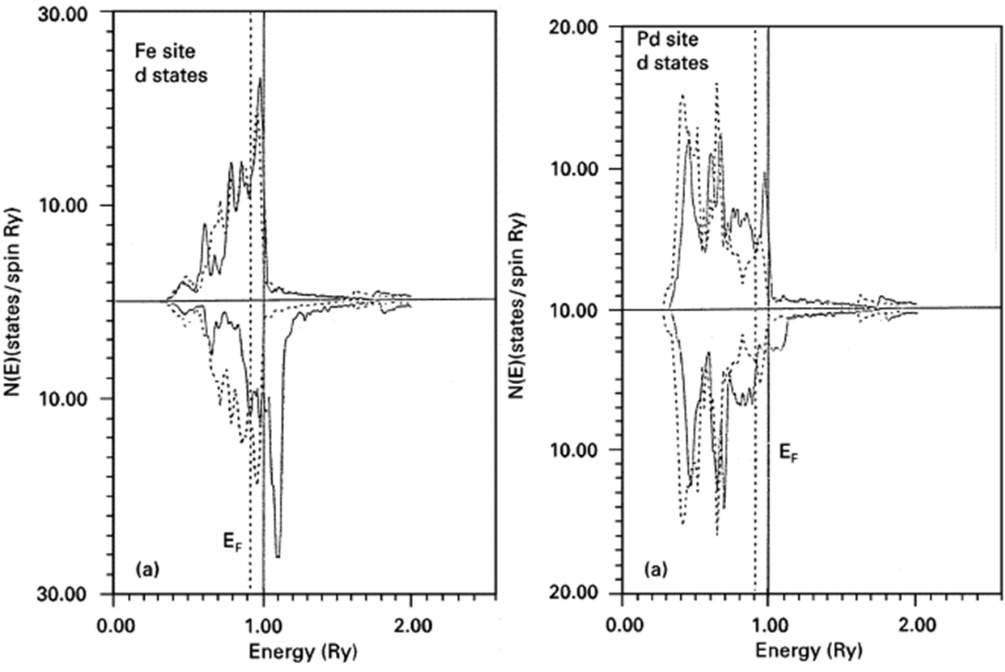 30.00
Fe site
d states
10.00
N(E)(states/spin Ry)
10.00
E_F
(a)
30.00
0.00 1.00 2.00
Energy (Ry)
20.00
Pd site
d states
10.00
N(E)(states/spin Ry)
10.00
10.00
E_F
(a)
20.00
0.00 1.00 2.00
Energy (Ry)